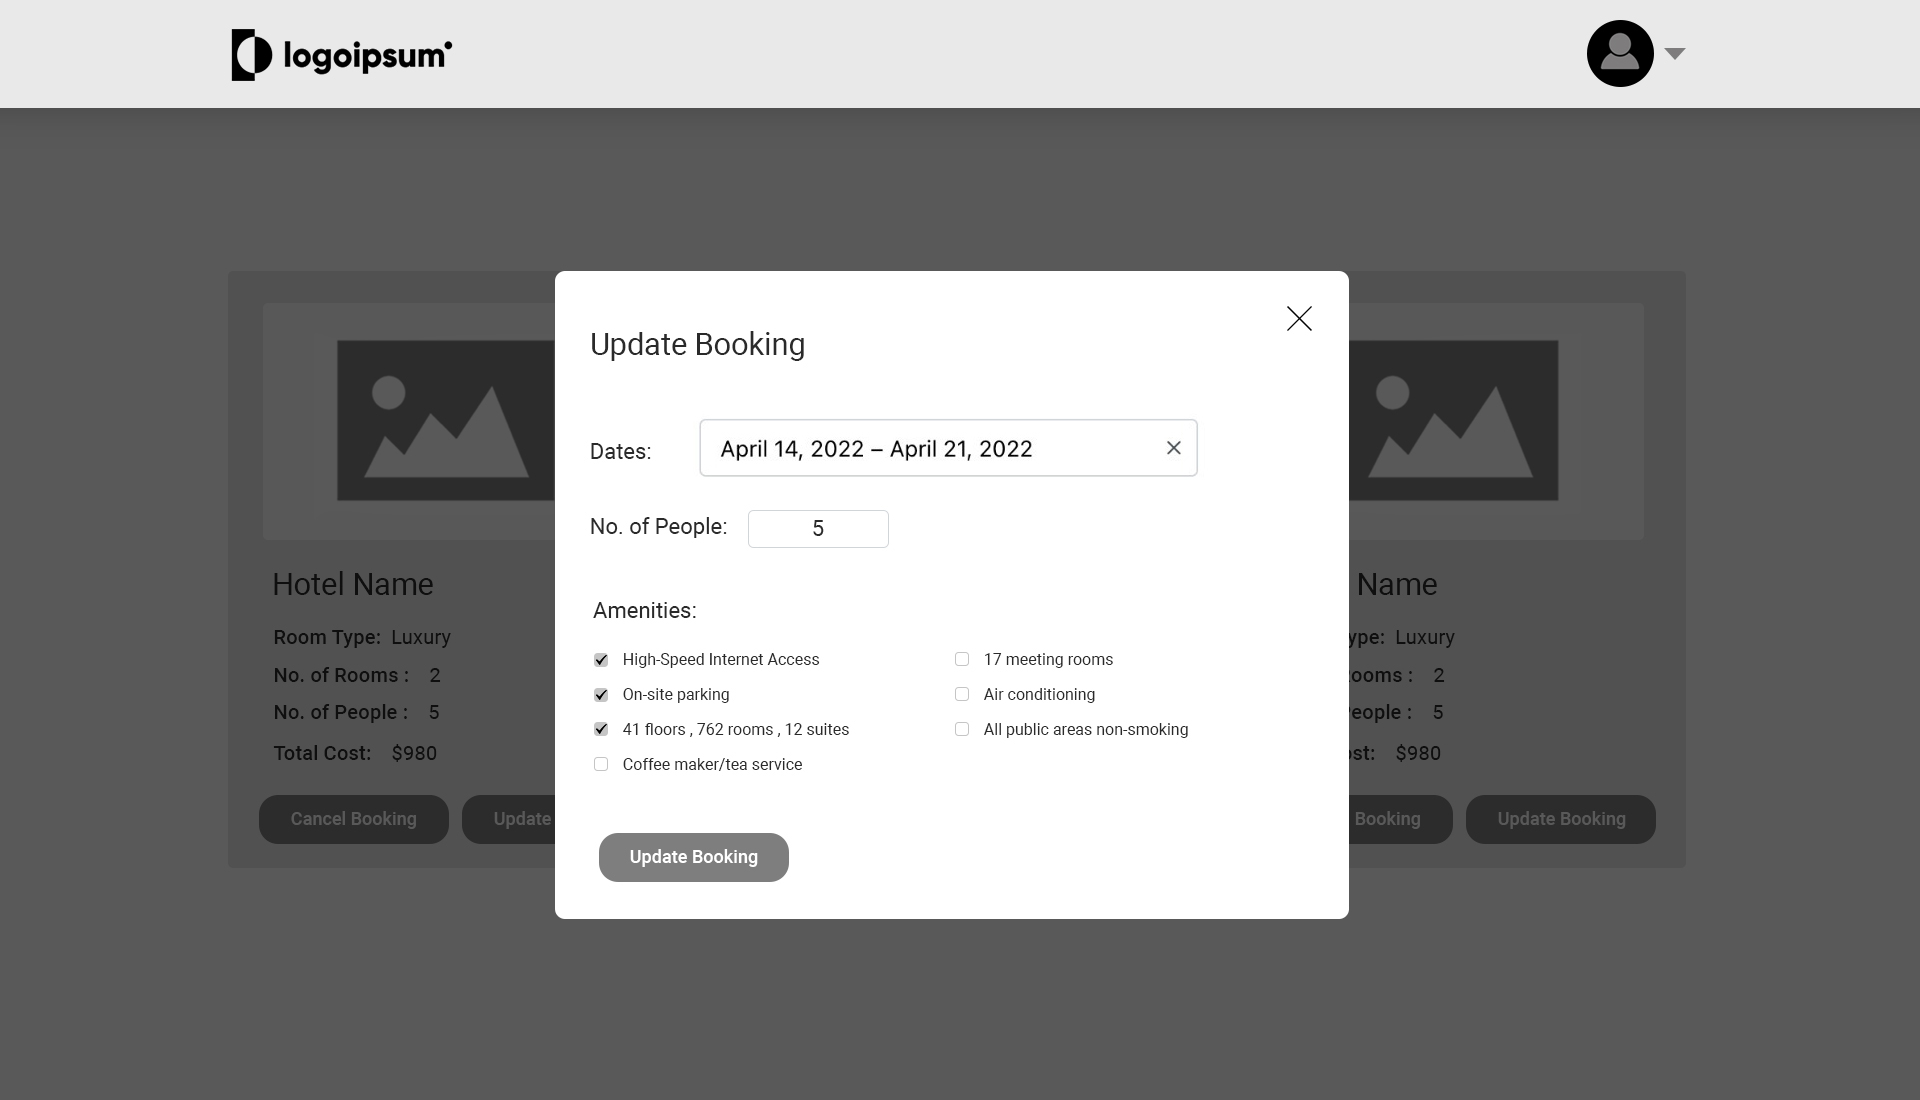 logoipsum
Update Booking
Dates: April 14, 2022 – April 21, 2022
No. of People: 5
Amenities:
High-Speed Internet Access
17 meeting rooms
On-site parking
Air conditioning
41 floors , 762 rooms , 12 suites
All public areas non-smoking
Coffee maker/tea service
Update Booking
Hotel Name
Room Type: Luxury
No. of Rooms : 2
No. of People : 5
Total Cost: $980
Cancel Booking
Update
Name
ype: Luxury
ooms : 2
eople : 5
ost: $980
Booking
Update Booking